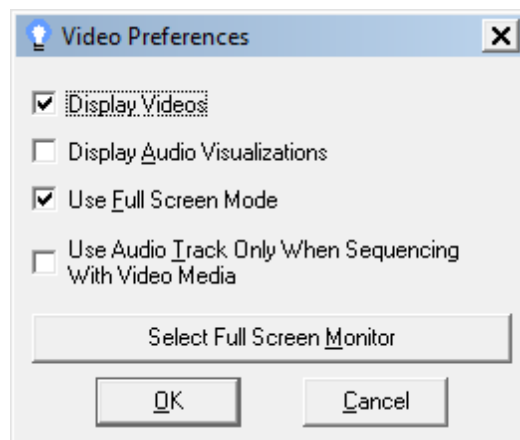 Video Preferences
Display Videos
Display Audio Visualizations
Use Full Screen Mode
Use Audio Track Only When Sequencing
With Video Media
Select Full Screen Monitor
OK
Cancel